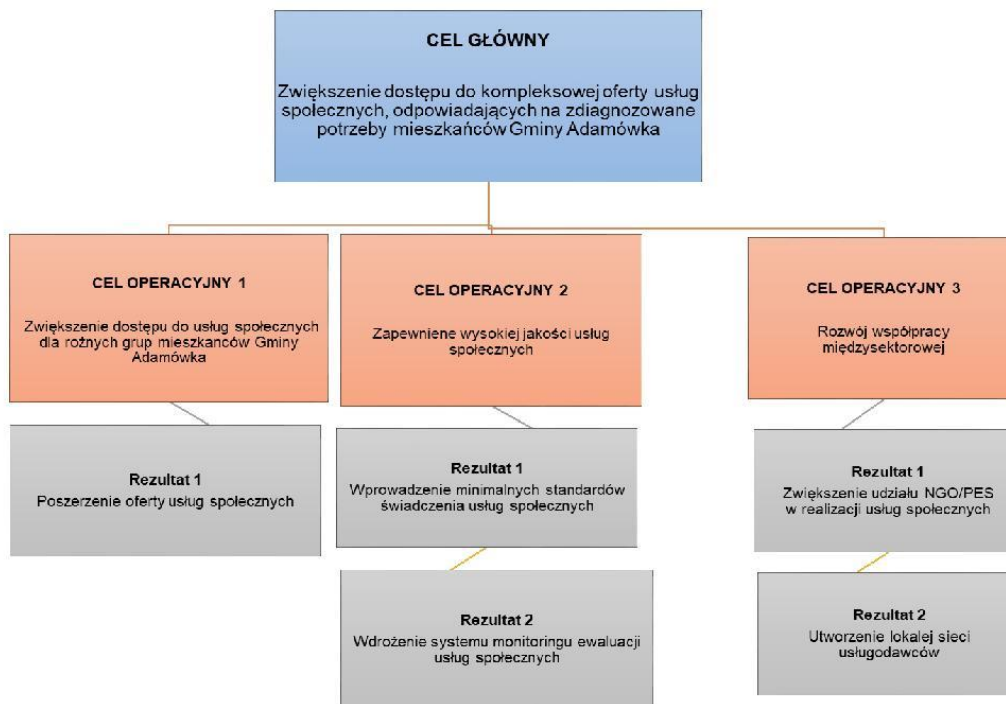 CEL GŁÓWNY
Zwiększenie dostępu do kompleksowej oferty usług
społecznych, odpowiadających na zdiagnozowane
potrzeby mieszkańców Gminy Adamówka
CEL OPERACYJNY 1
Zwiększenie dostępu do usług społecznych
dla rożnych grup mieszkancow Gminy
Adamówka
CEL OPERACYJNY 2
Zapewniene wysokiej jakości usług
społecznych
CEL OPERACYJNY 3
Rozwój współpracy
międzysektorowej
Rezultat 1
Poszerzenie oferty usług społecznych
Rezultat 1
Wprowadzenie minimalnych standardów
świadczenia usług społecznych
Rezultat 1
Zwiększenie udziału NGO/PES
w realizacji usług społecznych
Rezultat 2
Wdrożenie systemu monitoringu ewaluacji
usług społecznych
Rezultat 2
Utworzenie lokalej sieci
usługodawców